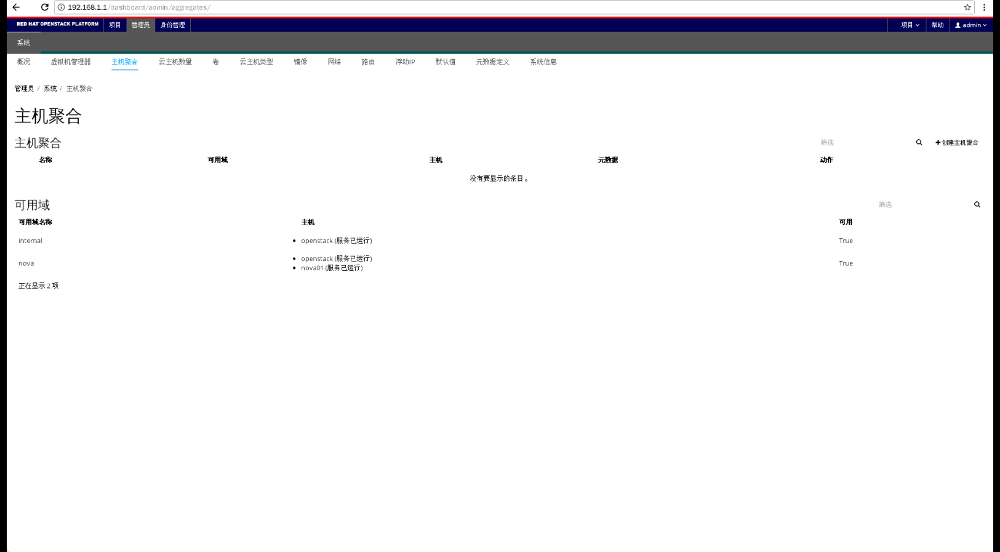 192.168.1.1/dashboard/admin/aggregates/
RED HAT OPENSTACK PLATFORM 项目 管理员 身份管理 项目 帮助 admin
系统
概况 虚拟机管理器 主机聚合 云主机数量 卷 云主机类型 镜像 网络 路由 浮动IP 默认值 元数据定义 系统信息
管理员 / 系统 / 主机聚合
主机聚合
主机聚合 筛选 创建主机聚合
名称 可用域 主机 元数据 动作
没有要显示的条目。
可用域 筛选
可用域名称 主机 可用
internal openstack (服务已运行) True
nova openstack (服务已运行) True
nova01 (服务已运行)
正在显示 2 项